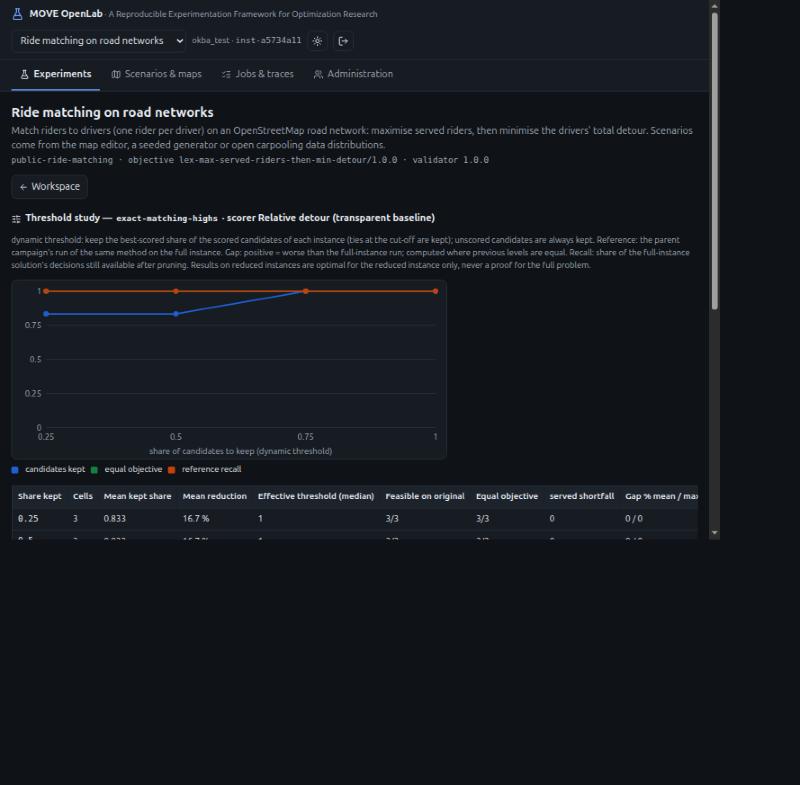 MOVE OpenLab · A Reproducible Experimentation Framework for Optimization Research
Ride matching on road networks okba_test · inst-a5734a11
Experiments Scenarios & maps Jobs & traces Administration
Ride matching on road networks
Match riders to drivers (one rider per driver) on an OpenStreetMap road network: maximise served riders, then minimise the drivers' total detour. Scenarios
come from the map editor, a seeded generator or open carpooling data distributions.
public-ride-matching · objective lex-max-served-riders-then-min-detour/1.0.0 · validator 1.0.0
← Workspace
Threshold study — exact-matching-highs · scorer Relative detour (transparent baseline)
dynamic threshold: keep the best-scored share of the scored candidates of each instance (ties at the cut-off are kept); unscored candidates are always kept. Reference: the parent
campaign's run of the same method on the full instance. Gap: positive = worse than the full-instance run; computed where previous levels are equal. Recall: share of the full-instance
solution's decisions still available after pruning. Results on reduced instances are optimal for the reduced instance only, never a proof for the full problem.
1
0.75
0.5
0.25
0
0.25 0.5 0.75 1
share of candidates to keep (dynamic threshold)
candidates kept equal objective reference recall
Share kept Cells Mean kept share Mean reduction Effective threshold (median) Feasible on original Equal objective served shortfall Gap % mean / max
0.25 3 0.833 16.7 % 1 3/3 3/3 0 0 / 0